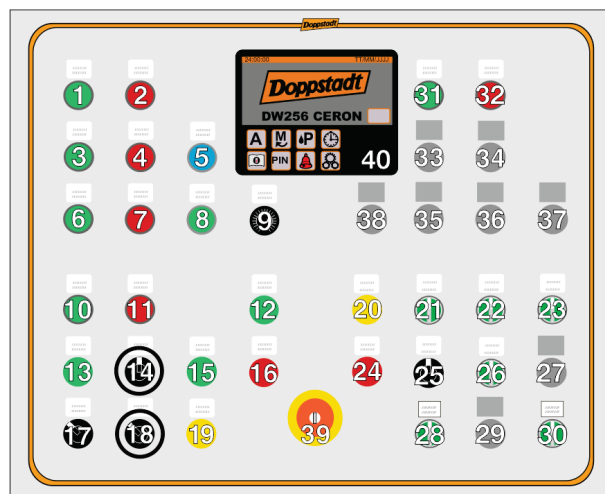 Doppstadt
24:00:00 TT/MM/JJJJ
Doppstadt
DW256 CERON
A M P
PIN 40
1 2 31 32
3 4 5 33 34
6 7 8 9 38 35 36 37
10 11 12 20 21 22 23
13 14 15 16 24 25 26 27
17 18 19 39 28 29 30